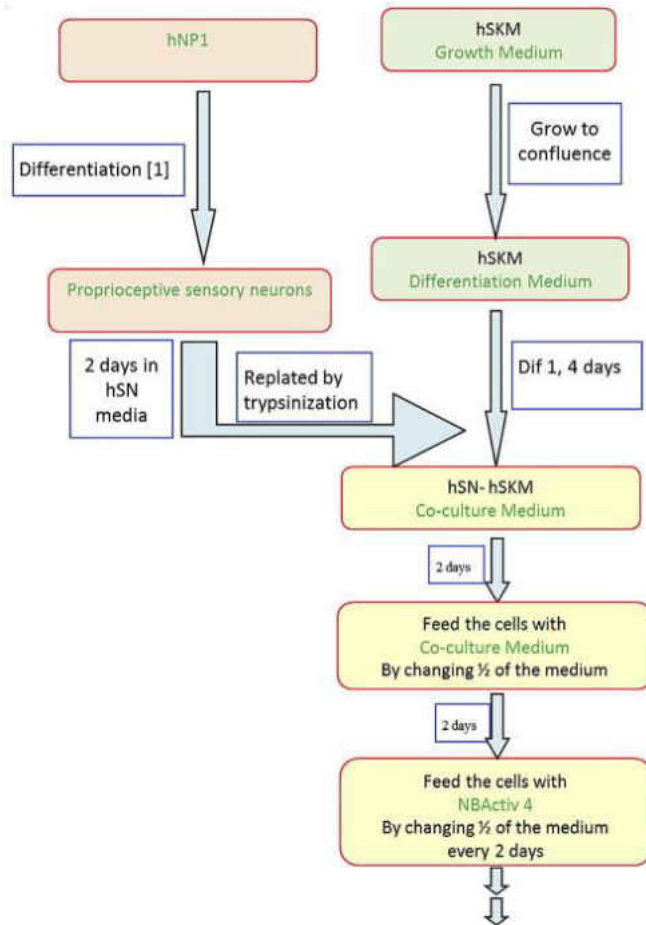 hNP1
Differentiation [1]
Proprioceptive sensory neurons
2 days in
hSN
media
Replated by
trypsinization
hSKM
Growth Medium
Grow to
confluence
hSKM
Differentiation Medium
Dif 1, 4 days
hSN- hSKM
Co-culture Medium
2 days
Feed the cells with
Co-culture Medium
By changing ½ of the medium
2 days
Feed the cells with
NBActiv 4
By changing ½ of the medium
every 2 days